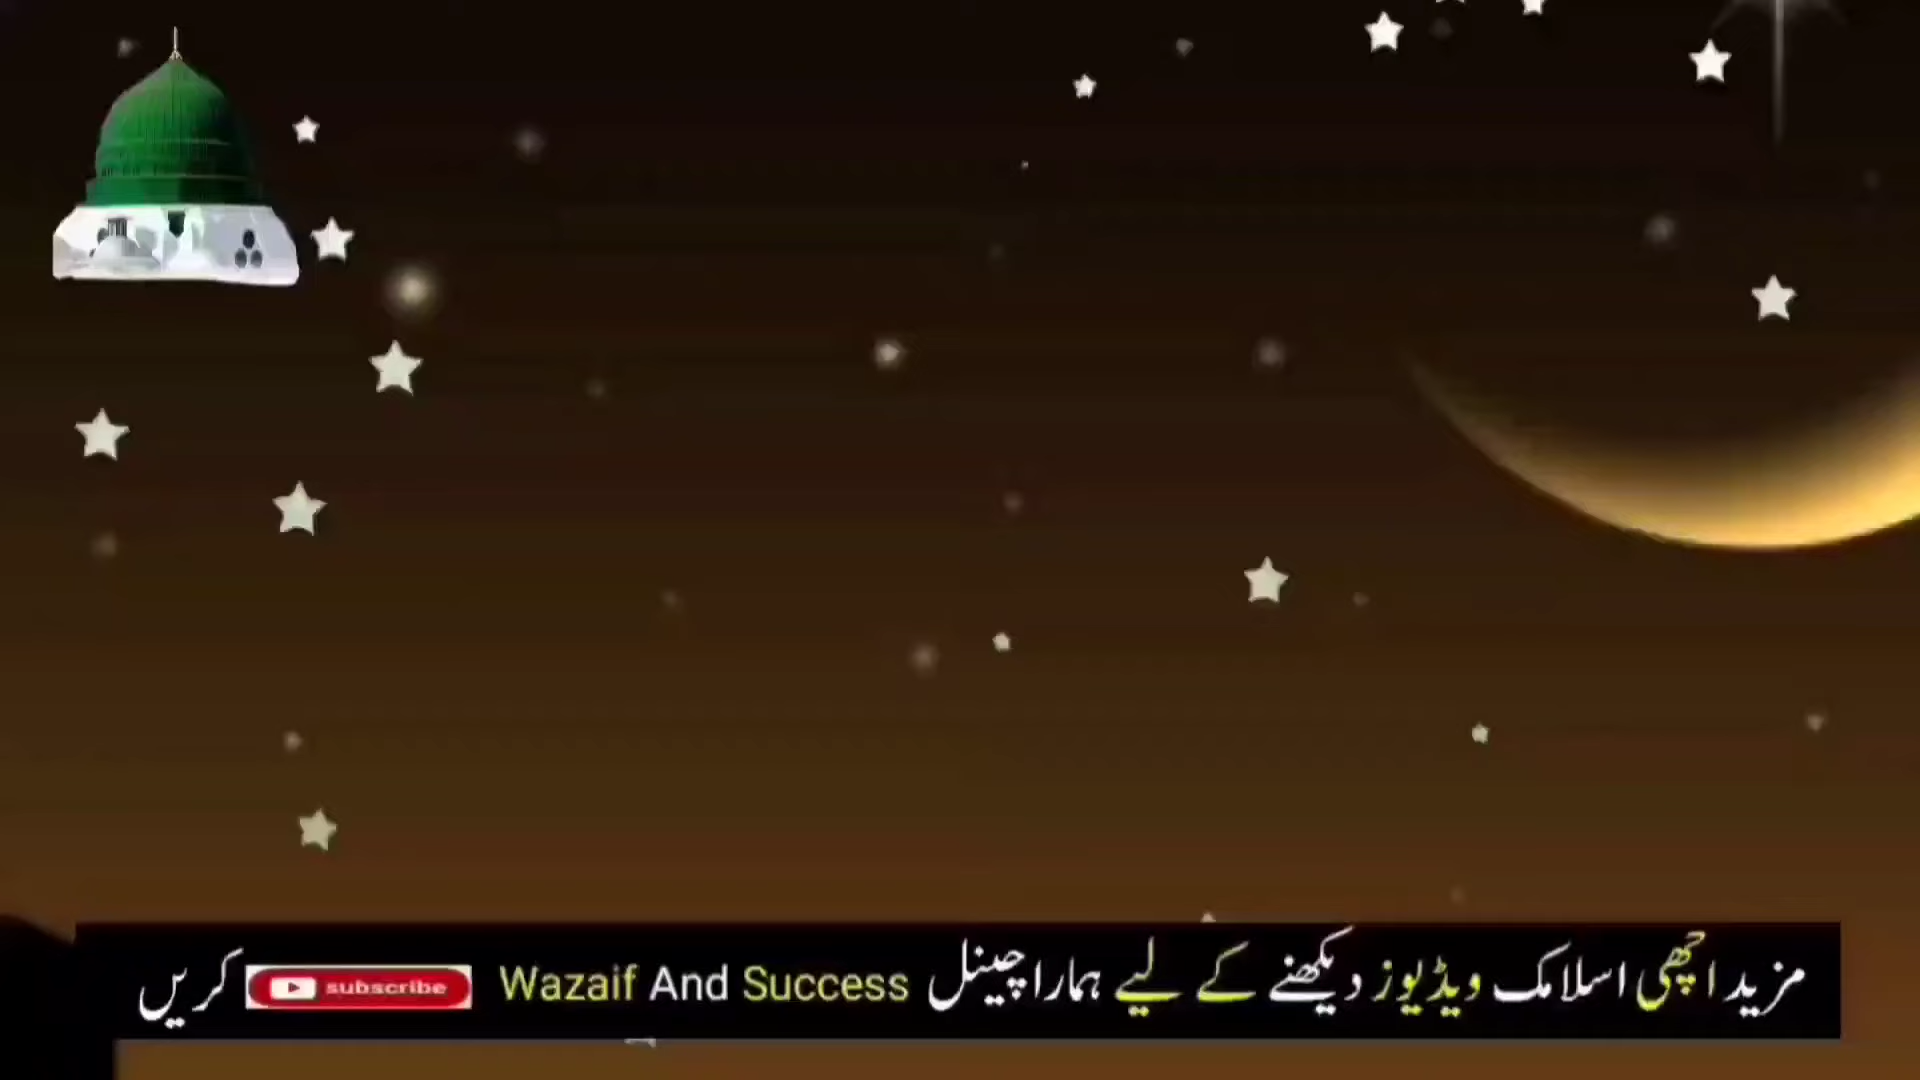 مزید اچھی اسلامک ویڈیوز دیکھنے کے لیے ہمارا چینل Wazaif And Success subscribe کریں